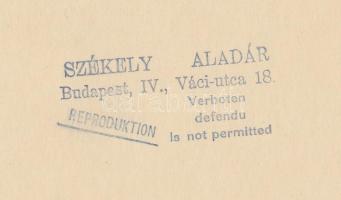 SZÉKELY ALADÁR
Budapest, IV., Váci-utca 18.
Verboten
REPRODUKTION defendu
Is not permitted